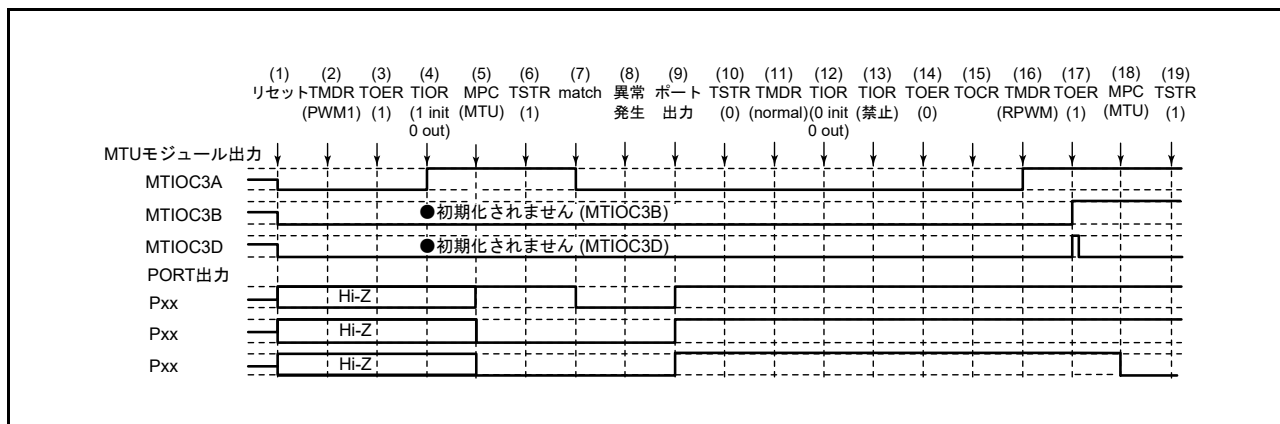 (1) (2) (3) (4) (5) (6) (7) (8) (9) (10) (11) (12) (13) (14) (15) (16) (17) (18) (19)
リセット TMDR TOER TIOR MPC TSTR match 異常 ポート TSTR TMDR TIOR TIOR TOER TOCR TMDR TOER MPC TSTR
(PWM1) (1) (1 init (MTU) (1) 発生 出力 (0) (normal) (0 init (禁止) (0) (RPWM) (1) (MTU) (1)
0 out) 0 out)
MTUモジュール出力
MTIOC3A
MTIOC3B ●初期化されません (MTIOC3B)
MTIOC3D ●初期化されません (MTIOC3D)
PORT出力
Pxx Hi-Z
Pxx Hi-Z
Pxx Hi-Z